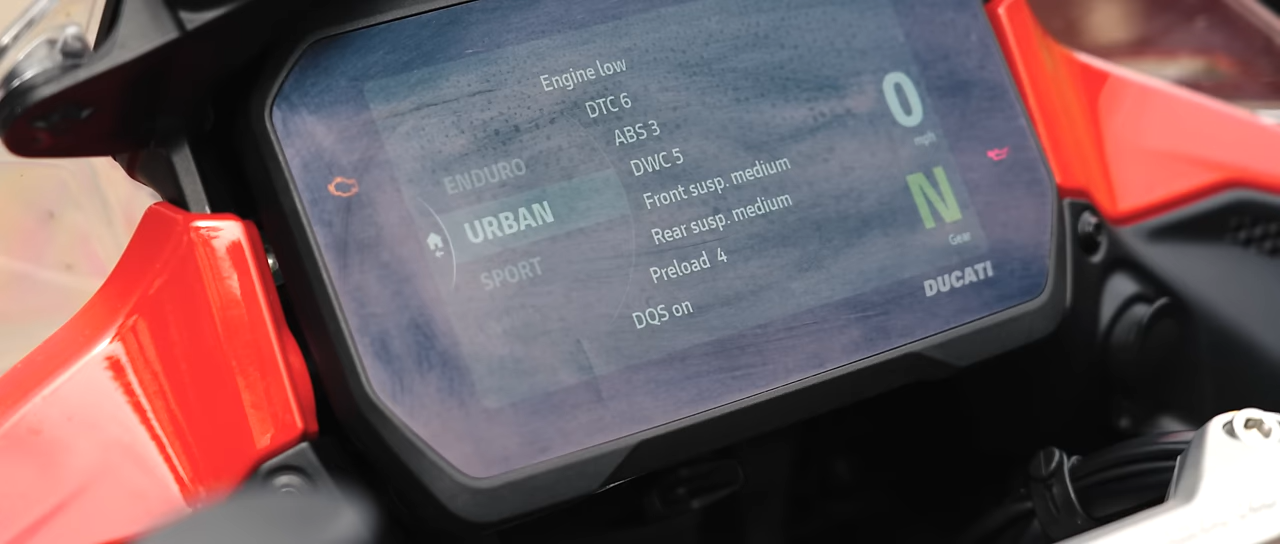 Engine low
DTC 6
ABS 3
DWC 5
Front susp. medium
Rear susp. medium
Preload 4
DQS on
ENDURO
URBAN
SPORT
0
mph
N
Gear
DUCATI